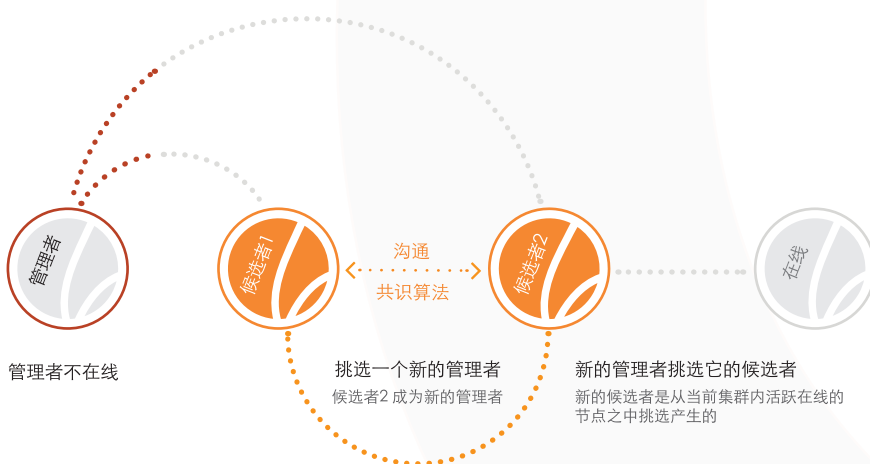 管理者
候选者1
沟通
共识算法
候选者2
在线
管理者不在线
挑选一个新的管理者
候选者2 成为新的管理者
新的管理者挑选它的候选者
新的候选者是从当前集群内活跃在线的
节点之中挑选产生的